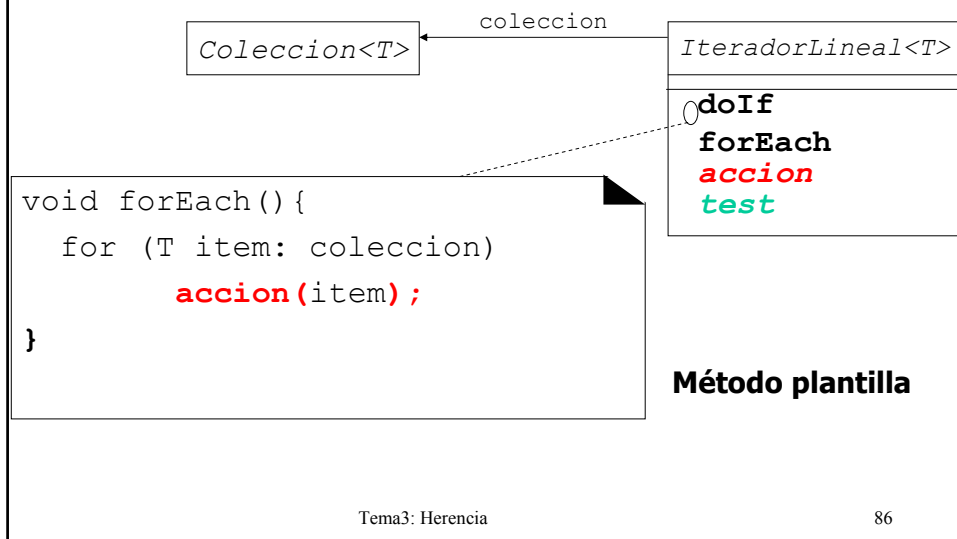 coleccion
Coleccion<T>
IteradorLineal<T>
doIf
forEach
accion
test
void forEach(){
for (T item: coleccion)
accion(item);
}
Método plantilla
Tema3: Herencia
86